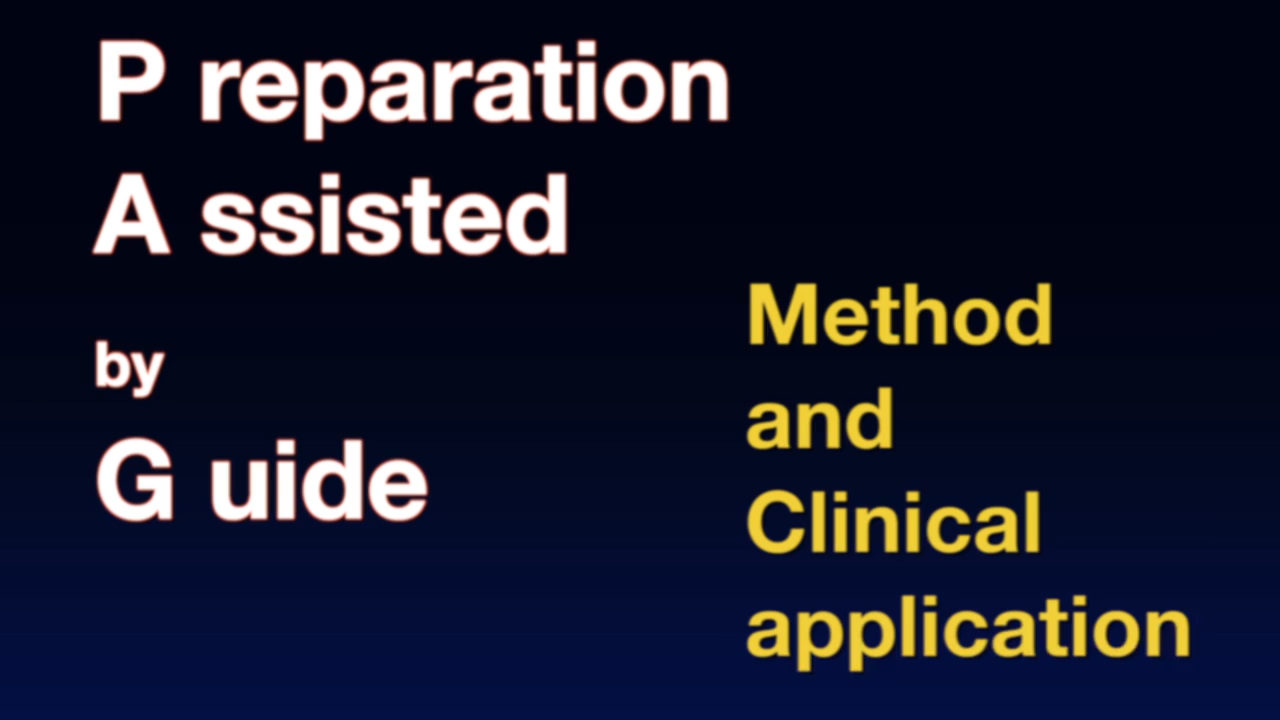 P reparation
A ssisted
by
G uide
Method
and
Clinical
application